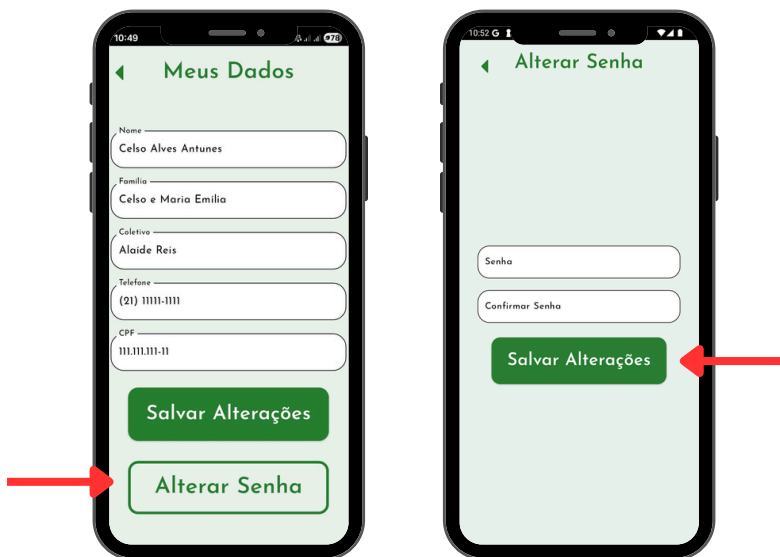 10:49
78
Meus Dados
Nome
Celso Alves Antunes
Família
Celso e Maria Emília
Coletivo
Alaíde Reis
Telefone
(21) 11111-1111
CPF
111.111.111-11
Salvar Alterações
Alterar Senha
10:52 G
Alterar Senha
Senha
Confirmar Senha
Salvar Alterações